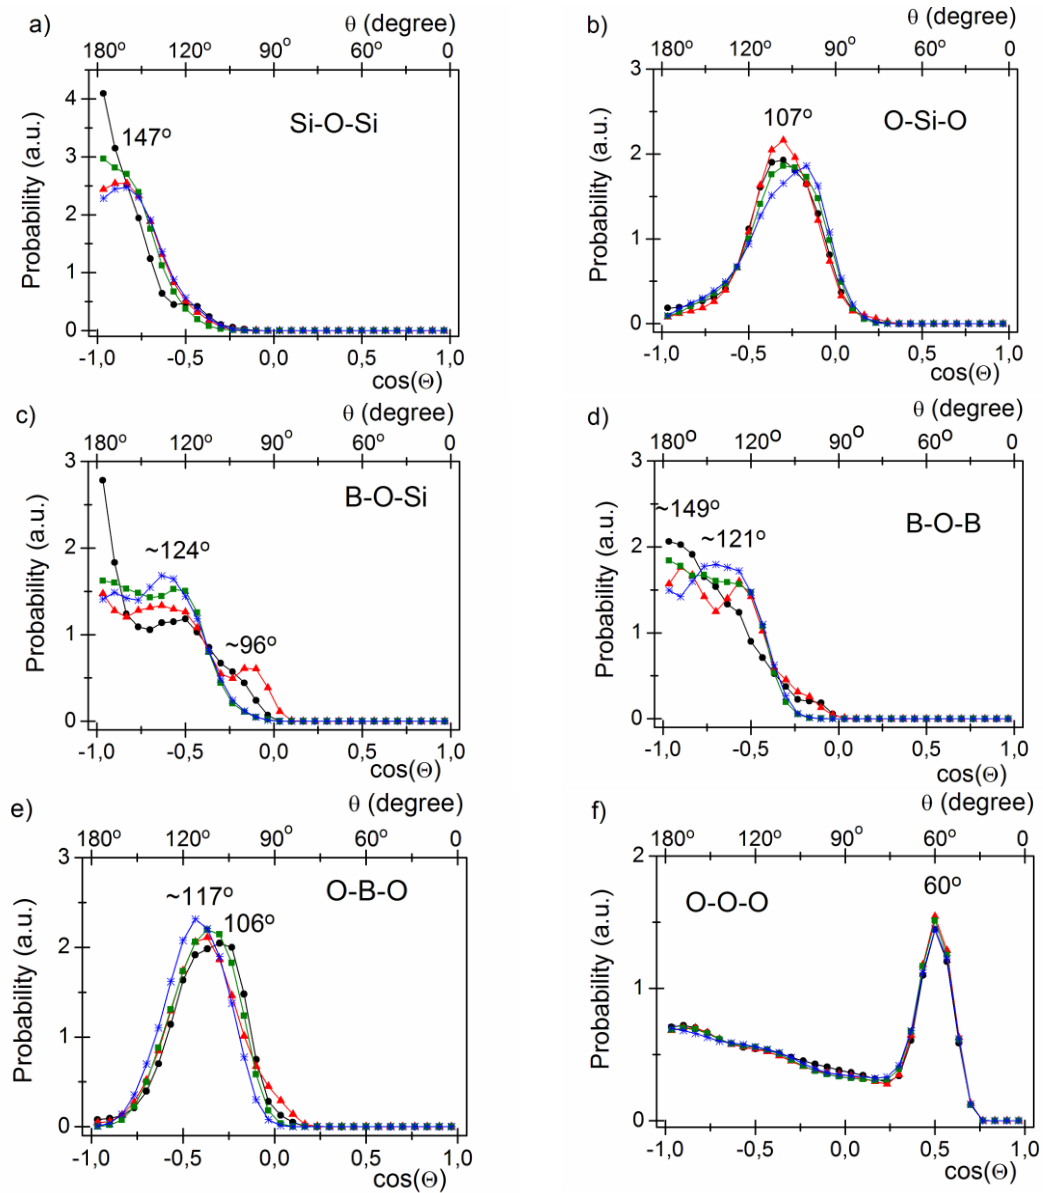 a)
θ (degree)
180° 120° 90° 60° 0
Probability (a.u.)
4
3
2
1
0
147°
Si-O-Si
-1,0 -0,5 0,0 0,5 1,0
cos(Θ)
b)
θ (degree)
180° 120° 90° 60° 0
Probability (a.u.)
3
2
1
0
107°
O-Si-O
-1,0 -0,5 0,0 0,5 1,0
cos(Θ)
c)
θ (degree)
180° 120° 90° 60° 0
Probability (a.u.)
3
2
1
0
B-O-Si
~124°
~96°
-1,0 -0,5 0,0 0,5 1,0
cos(Θ)
d)
θ (degree)
180° 120° 90° 60° 0
Probability (a.u.)
3
2
1
0
~149°
~121°
B-O-B
-1,0 -0,5 0,0 0,5 1,0
cos(Θ)
e)
θ (degree)
180° 120° 90° 60° 0
Probability (a.u.)
3
2
1
0
~117°
106°
O-B-O
-1,0 -0,5 0,0 0,5 1,0
cos(Θ)
f)
θ (degree)
180° 120° 90° 60° 0
Probability (a.u.)
2
1
0
O-O-O
60°
-1,0 -0,5 0,0 0,5 1,0
cos(Θ)